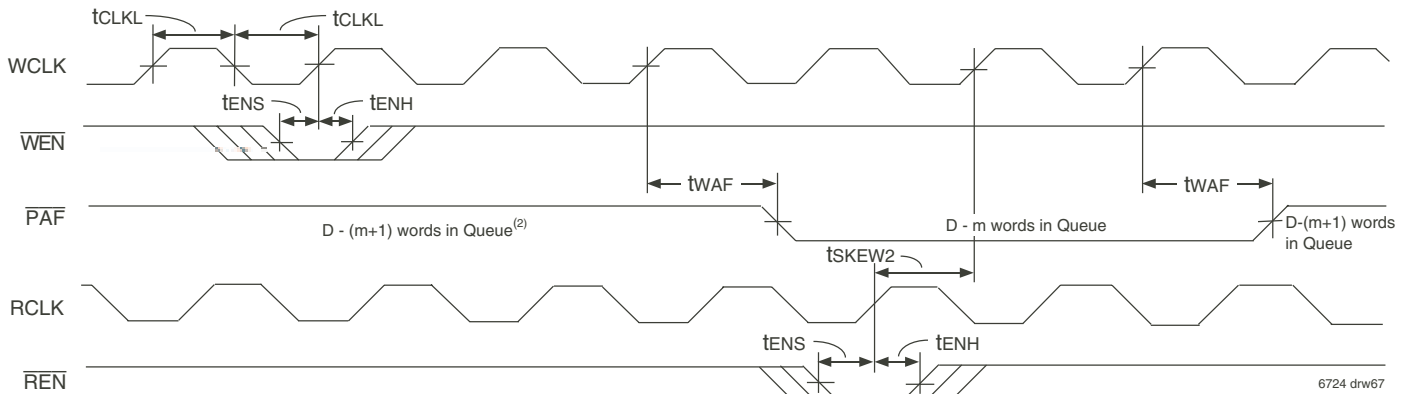 tCLKL tCLKL
WCLK
tENS tENH
WEN
tWAF tWAF
PAF
D - (m+1) words in Queue(2)
D - m words in Queue
D-(m+1) words
in Queue
tSKEW2
RCLK
tENS tENH
REN
6724 drw67